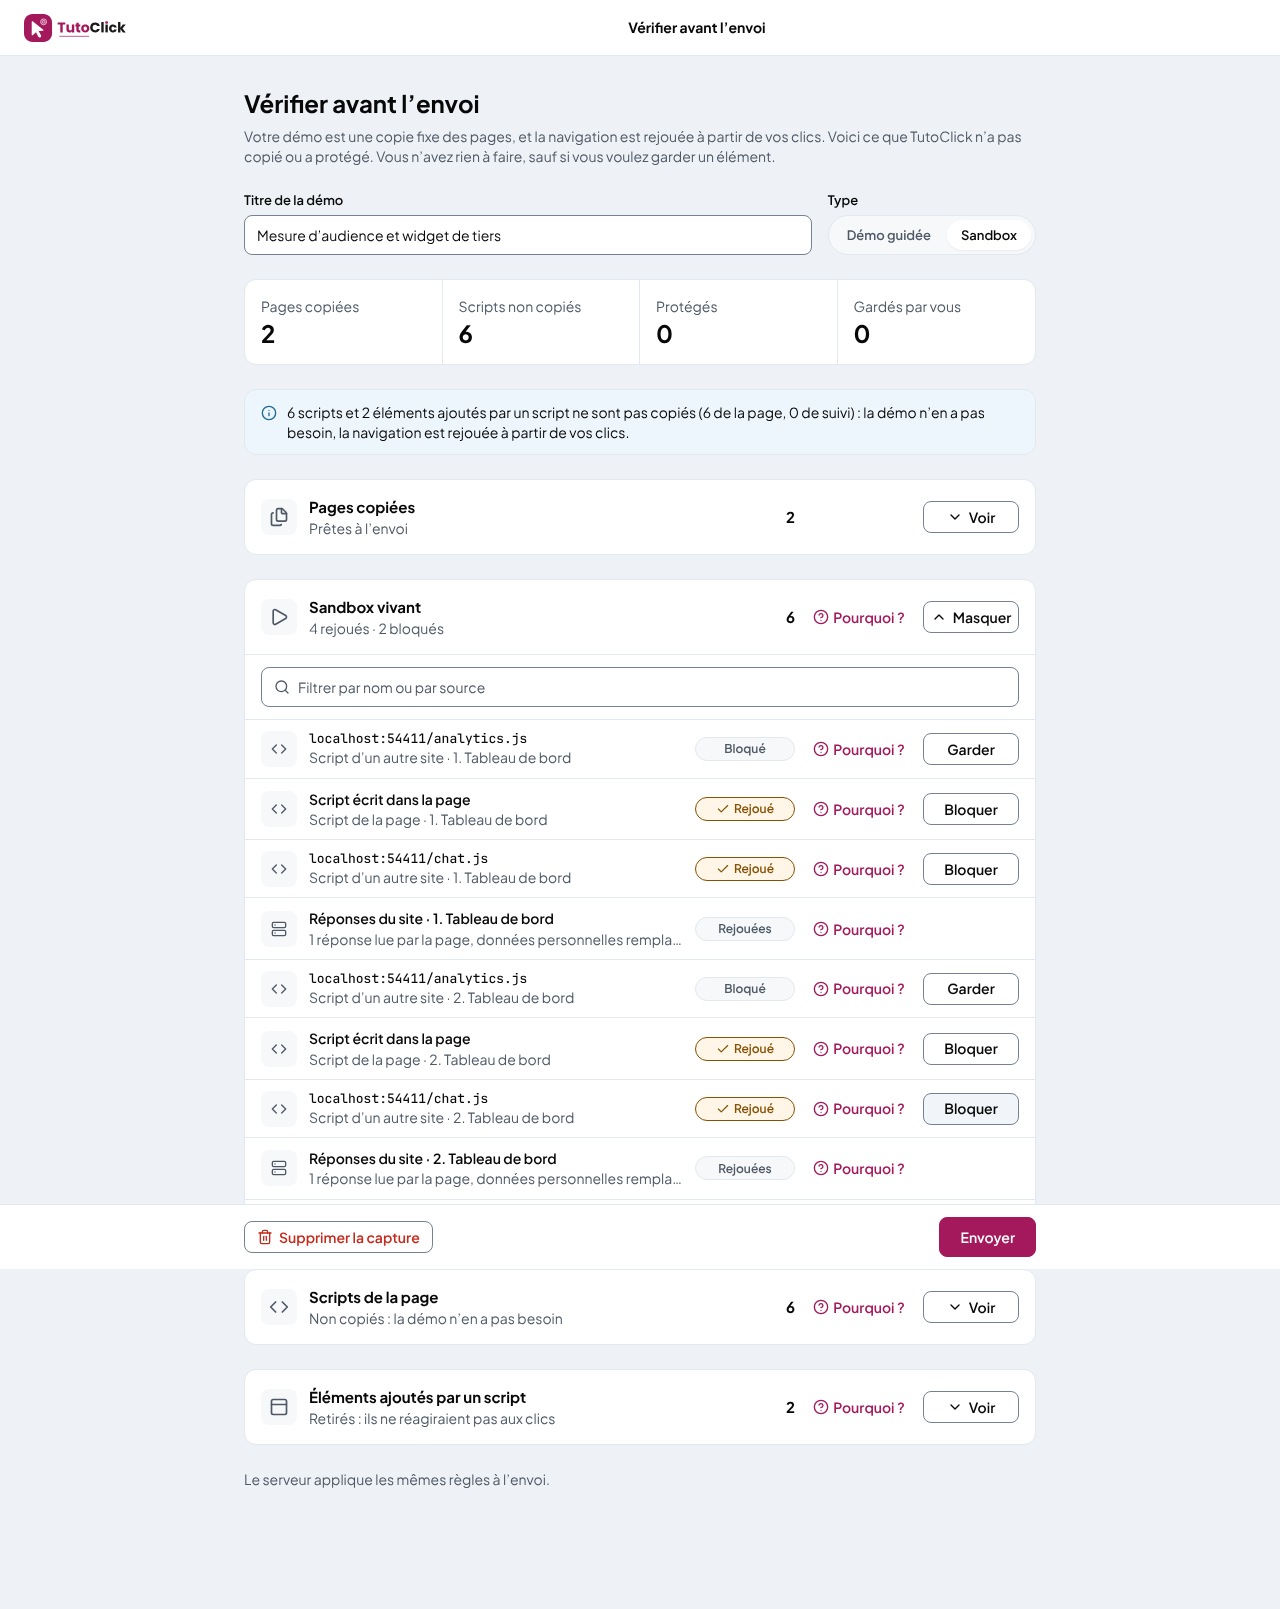 TutoClick
Vérifier avant l’envoi
Vérifier avant l’envoi
Votre démo est une copie fixe des pages, et la navigation est rejouée à partir de vos clics. Voici ce que TutoClick n’a pas
copié ou a protégé. Vous n’avez rien à faire, sauf si vous voulez garder un élément.
Titre de la démo
Type
Mesure d’audience et widget de tiers
Démo guidée
Sandbox
Pages copiées
Scripts non copiés
Protégés
Gardés par vous
2
6
0
0
6 scripts et 2 éléments ajoutés par un script ne sont pas copiés (6 de la page, 0 de suivi) : la démo n’en a pas
besoin, la navigation est rejouée à partir de vos clics.
Pages copiées
Prêtes à l’envoi
2
Voir
Sandbox vivant
4 rejoués · 2 bloqués
6
Pourquoi ?
Masquer
Filtrer par nom ou par source
localhost:54411/analytics.js
Script d’un autre site · 1. Tableau de bord
Bloqué
Pourquoi ?
Garder
Script écrit dans la page
Script de la page · 1. Tableau de bord
Rejoué
Pourquoi ?
Bloquer
localhost:54411/chat.js
Script d’un autre site · 1. Tableau de bord
Rejoué
Pourquoi ?
Bloquer
Réponses du site · 1. Tableau de bord
1 réponse lue par la page, données personnelles rempla…
Rejouées
Pourquoi ?
localhost:54411/analytics.js
Script d’un autre site · 2. Tableau de bord
Bloqué
Pourquoi ?
Garder
Script écrit dans la page
Script de la page · 2. Tableau de bord
Rejoué
Pourquoi ?
Bloquer
localhost:54411/chat.js
Script d’un autre site · 2. Tableau de bord
Rejoué
Pourquoi ?
Bloquer
Réponses du site · 2. Tableau de bord
1 réponse lue par la page, données personnelles rempla…
Rejouées
Pourquoi ?
Supprimer la capture
Envoyer
Scripts de la page
Non copiés : la démo n’en a pas besoin
6
Pourquoi ?
Voir
Éléments ajoutés par un script
Retirés : ils ne réagiraient pas aux clics
2
Pourquoi ?
Voir
Le serveur applique les mêmes règles à l’envoi.